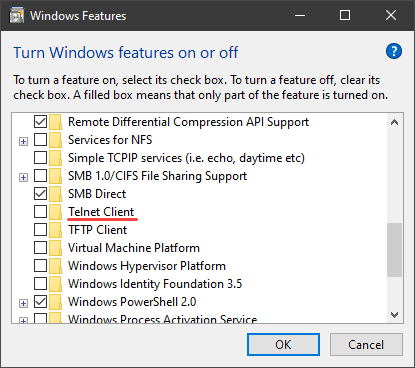 Windows Features
Turn Windows features on or off
To turn a feature on, select its check box. To turn a feature off, clear its
check box. A filled box means that only part of the feature is turned on.
Remote Differential Compression API Support
Services for NFS
Simple TCPIP services (i.e. echo, daytime etc)
SMB 1.0/CIFS File Sharing Support
SMB Direct
Telnet Client
TFTP Client
Virtual Machine Platform
Windows Hypervisor Platform
Windows Identity Foundation 3.5
Windows PowerShell 2.0
Windows Process Activation Service
OK Cancel